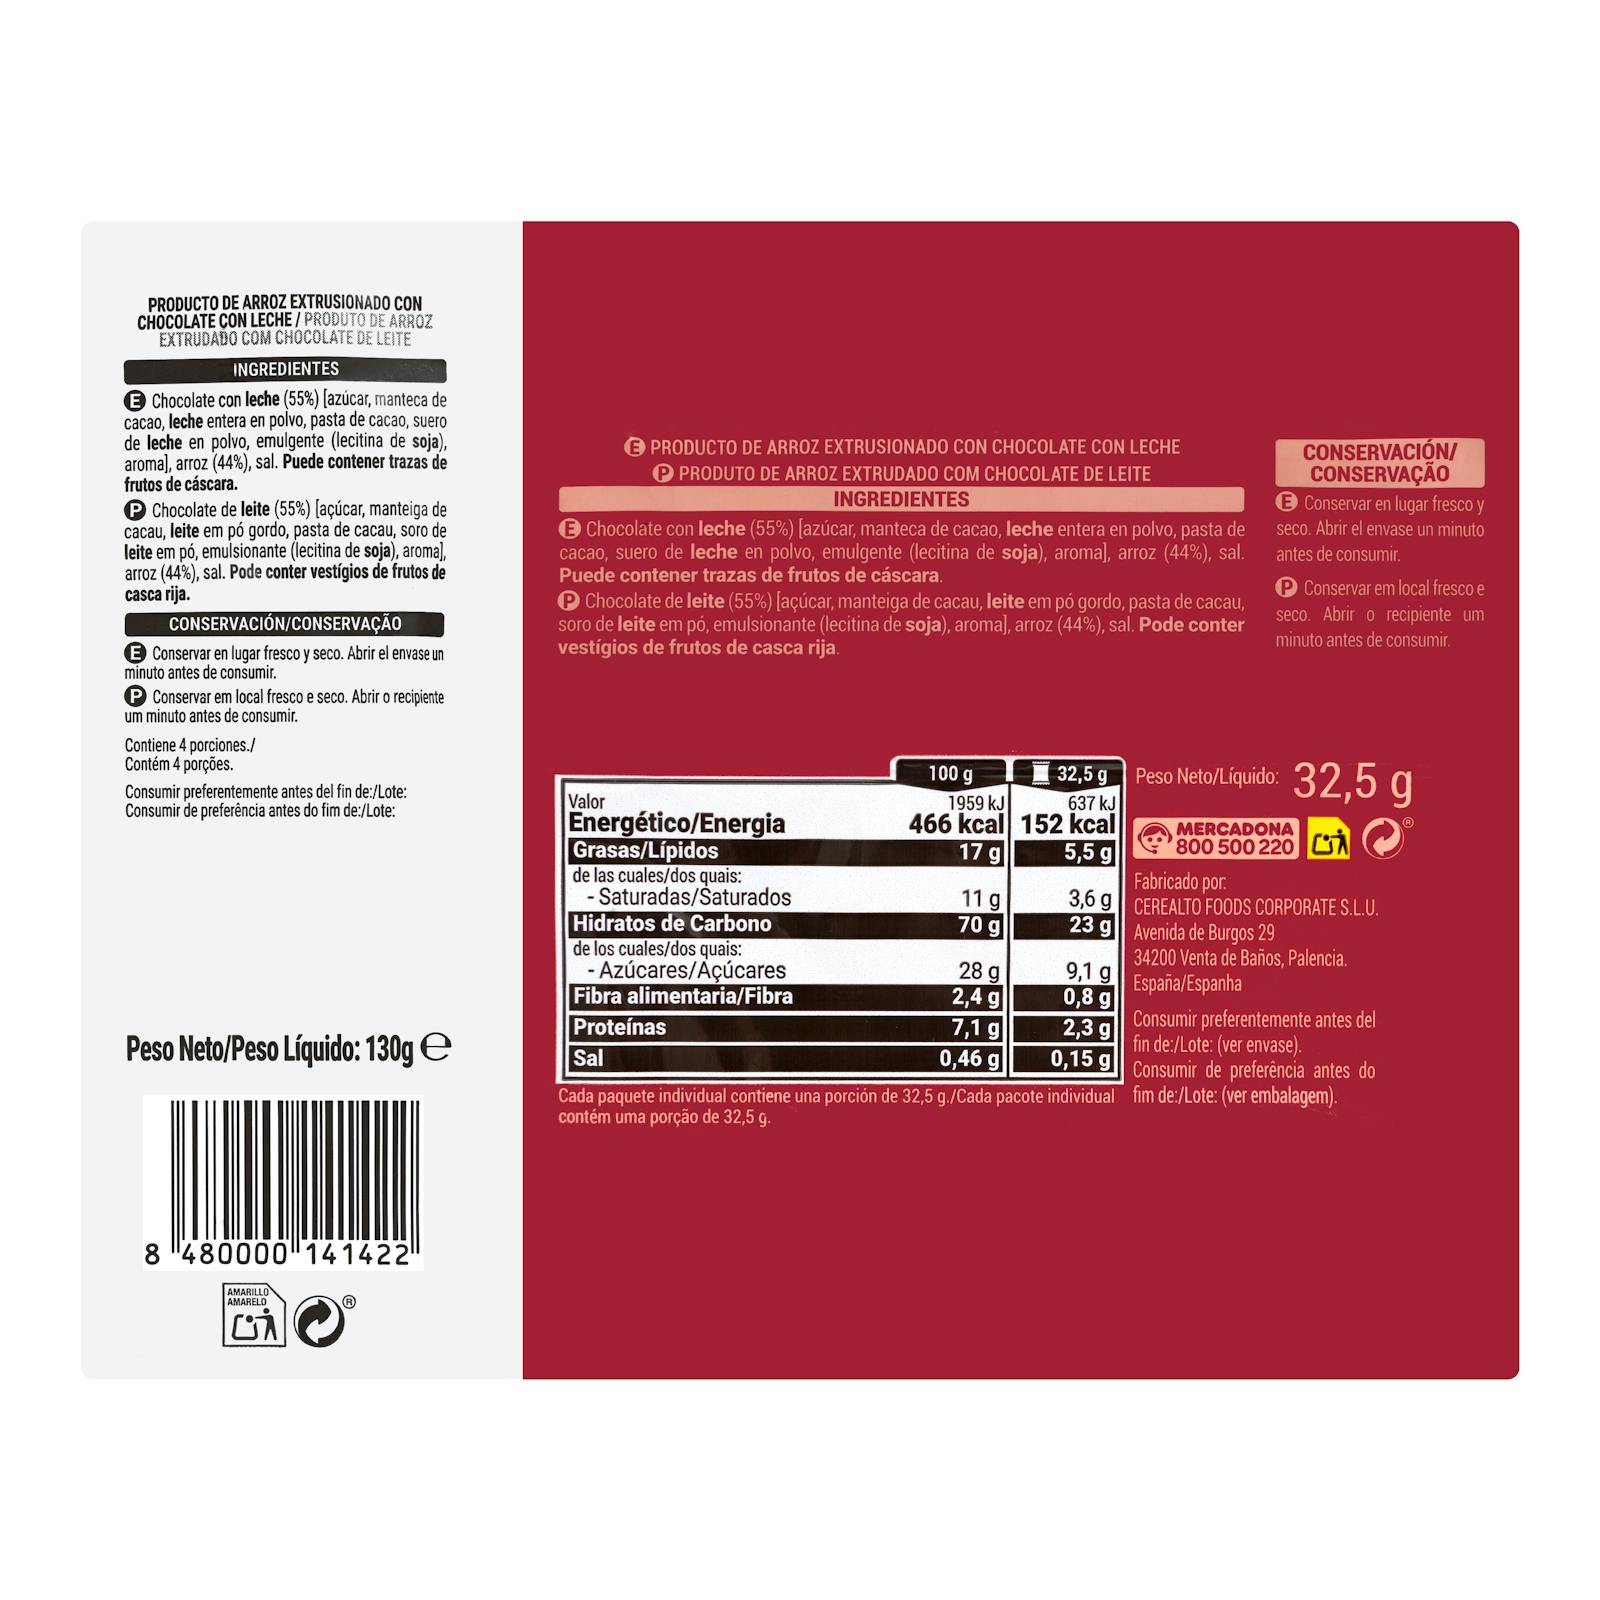 PRODUCTO DE ARROZ EXTRUSIONADO CON
CHOCOLATE CON LECHE / PRODUTO DE ARROZ
EXTRUDADO COM CHOCOLATE DE LEITE
INGREDIENTES
E Chocolate con leche (55%) [azúcar, manteca de
cacao, leche entera en polvo, pasta de cacao, suero
de leche en polvo, emulgente (lecitina de soja),
aroma], arroz (44%), sal. Puede contener trazas de
frutos de cáscara.
P Chocolate de leite (55%) [açúcar, manteiga de
cacau, leite em pó gordo, pasta de cacau, soro de
leite em pó, emulsionante (lecitina de soja), aroma],
arroz (44%), sal. Pode conter vestígios de frutos de
casca rija.
CONSERVACIÓN/CONSERVAÇÃO
E Conservar en lugar fresco y seco. Abrir el envase un
minuto antes de consumir.
P Conservar em local fresco e seco. Abrir o recipiente
um minuto antes de consumir.
Contiene 4 porciones./
Contém 4 porções.
Consumir preferentemente antes del fin de:/Lote:
Consumir de preferência antes do fim de:/Lote:
Peso Neto/Peso Líquido: 130g e
8 480000 141422
AMARILLO
AMARELO
®
E PRODUCTO DE ARROZ EXTRUSIONADO CON CHOCOLATE CON LECHE
P PRODUTO DE ARROZ EXTRUDADO COM CHOCOLATE DE LEITE
INGREDIENTES
E Chocolate con leche (55%) [azúcar, manteca de cacao, leche entera en polvo, pasta de
cacao, suero de leche en polvo, emulgente (lecitina de soja), aroma], arroz (44%), sal.
Puede contener trazas de frutos de cáscara.
P Chocolate de leite (55%) [açúcar, manteiga de cacau, leite em pó gordo, pasta de cacau,
soro de leite em pó, emulsionante (lecitina de soja), aroma], arroz (44%), sal. Pode conter
vestígios de frutos de casca rija.
CONSERVACIÓN/
CONSERVAÇÃO
E Conservar en lugar fresco y
seco. Abrir el envase un minuto
antes de consumir.
P Conservar em local fresco e
seco. Abrir o recipiente um
minuto antes de consumir.
100 g 32,5 g
Valor 1959 kJ 637 kJ
Energético/Energia 466 kcal 152 kcal
Grasas/Lípidos 17 g 5,5 g
de las cuales/dos quais:
- Saturadas/Saturados 11 g 3,6 g
Hidratos de Carbono 70 g 23 g
de los cuales/dos quais:
- Azúcares/Açúcares 28 g 9,1 g
Fibra alimentaria/Fibra 2,4 g 0,8 g
Proteínas 7,1 g 2,3 g
Sal 0,46 g 0,15 g
Cada paquete individual contiene una porción de 32,5 g./Cada pacote individual
contém uma porção de 32,5 g.
Peso Neto/Líquido: 32,5 g
MERCADONA
800 500 220
®
Fabricado por:
CEREALTO FOODS CORPORATE S.L.U.
Avenida de Burgos 29
34200 Venta de Baños, Palencia.
España/Espanha
Consumir preferentemente antes del
fin de:/Lote: (ver envase).
Consumir de preferência antes do
fim de:/Lote: (ver embalagem).